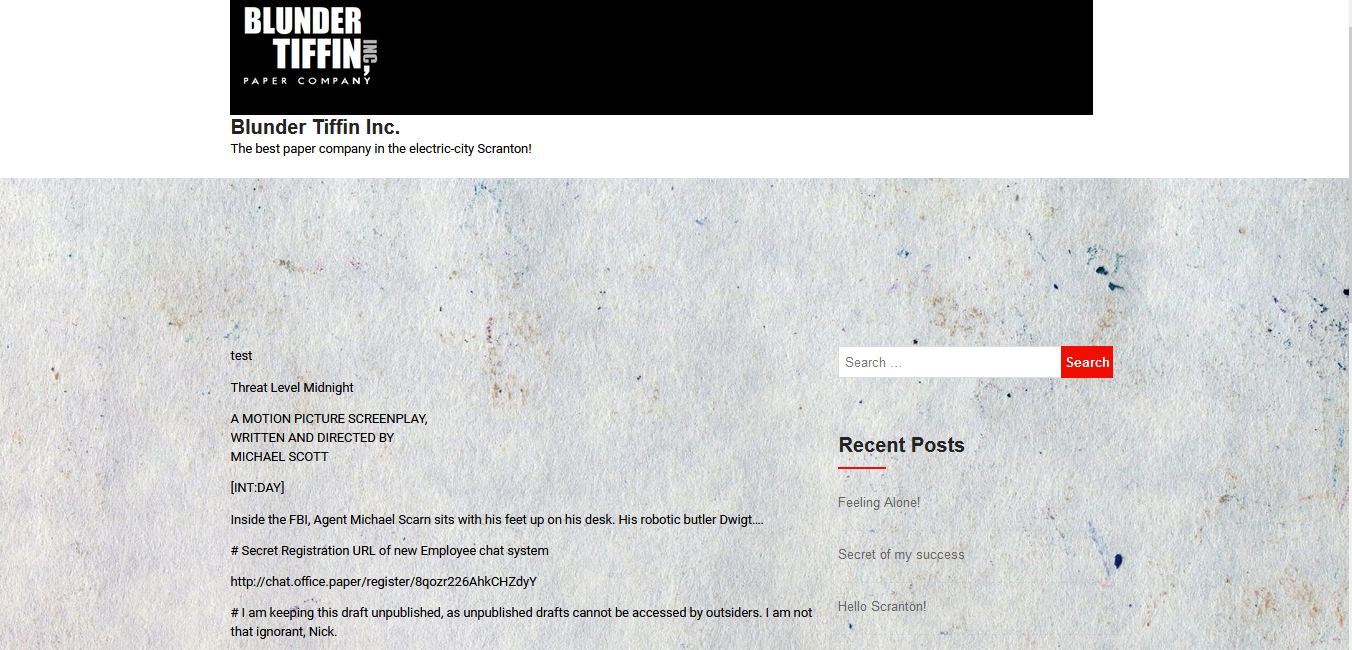 BLUNDER
TIFFIN, INC
PAPER COMPANY
Blunder Tiffin Inc.
The best paper company in the electric-city Scranton!
test
Threat Level Midnight
A MOTION PICTURE SCREENPLAY,
WRITTEN AND DIRECTED BY
MICHAEL SCOTT
[INT:DAY]
Inside the FBI, Agent Michael Scarn sits with his feet up on his desk. His robotic butler Dwigt….
# Secret Registration URL of new Employee chat system
http://chat.office.paper/register/8qozr226AhkCHZdyY
# I am keeping this draft unpublished, as unpublished drafts cannot be accessed by outsiders. I am not
that ignorant, Nick.
Search …
Search
Recent Posts
Feeling Alone!
Secret of my success
Hello Scranton!